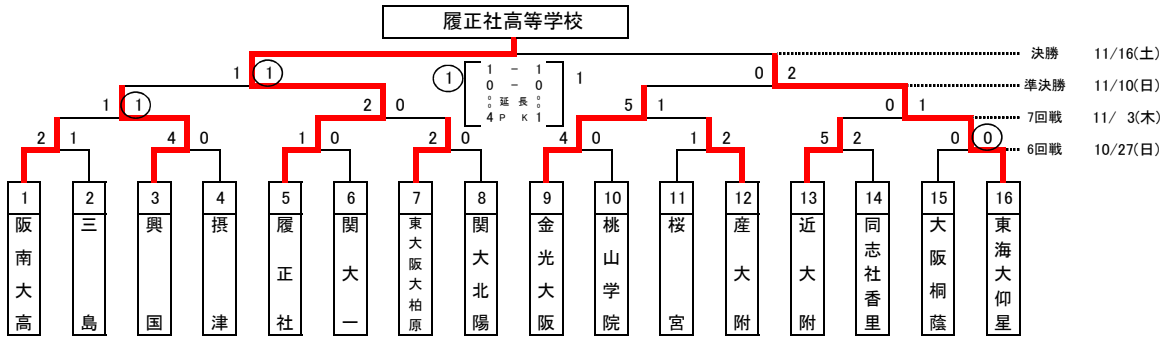 履正社高等学校
決勝 11/16(土)
1 1 - 1 1
0 - 0
1 1 0 2 準決勝 11/10(日)
0 延長 0
0 0
4 PK 1
1 1 2 0 5 1 0 1 7回戦 11/ 3(木)
2 1 4 0 1 0 2 0 4 0 1 2 5 2 0 0 6回戦 10/27(日)
1 2 3 4 5 6 7 8 9 10 11 12 13 14 15 16
阪南大高
三島
興国
摂津
履正社
関大一
東大阪大柏原
関大北陽
金光大阪
桃山学院
桜宮
産大附
近大附
同志社香里
大阪桐蔭
東海大仰星